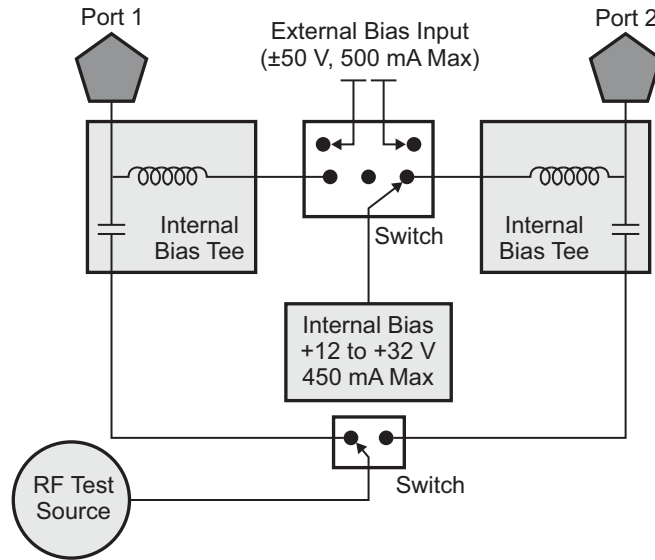 Port 1
External Bias Input
(±50 V, 500 mA Max)
Port 2
Internal
Bias Tee
Switch
Internal
Bias Tee
Internal Bias
+12 to +32 V
450 mA Max
RF Test
Source
Switch